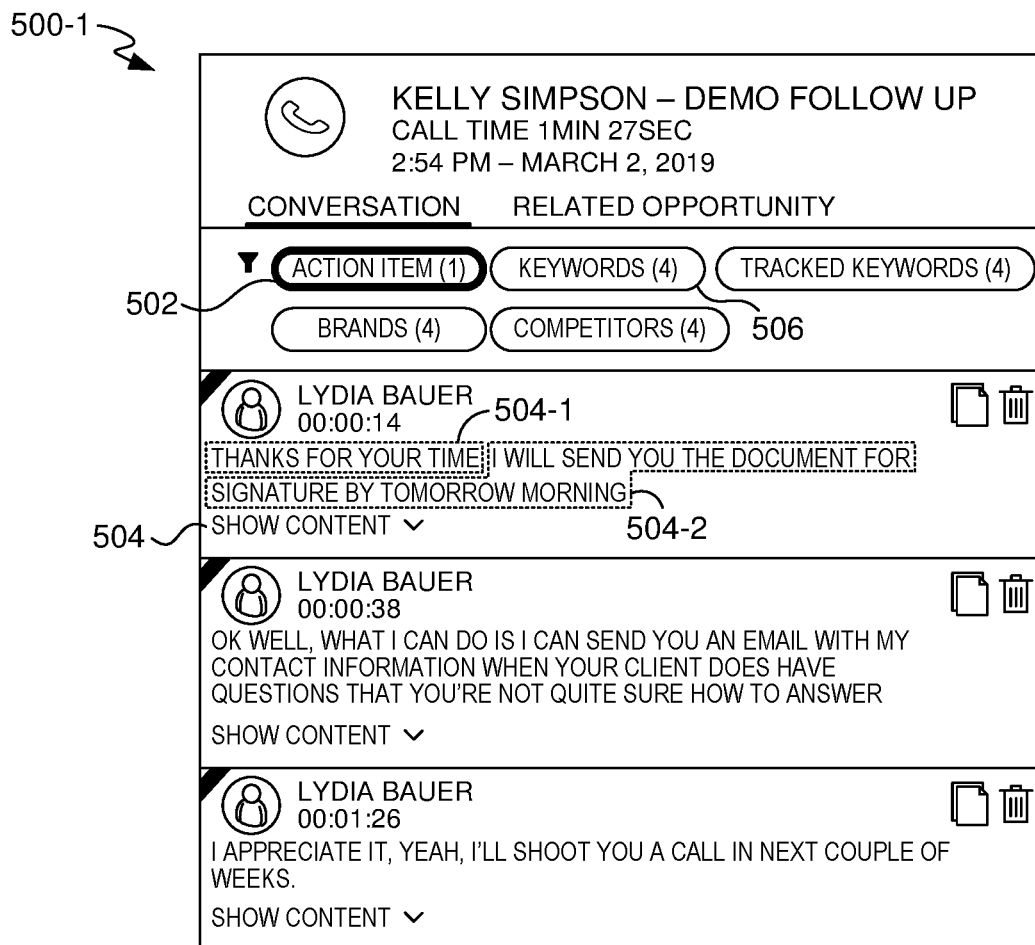 500-1
KELLY SIMPSON – DEMO FOLLOW UP
CALL TIME 1MIN 27SEC
2:54 PM – MARCH 2, 2019
CONVERSATION RELATED OPPORTUNITY
ACTION ITEM (1) KEYWORDS (4) TRACKED KEYWORDS (4)
502
BRANDS (4) COMPETITORS (4) 506
LYDIA BAUER
00:00:14 504-1
THANKS FOR YOUR TIME I WILL SEND YOU THE DOCUMENT FOR
SIGNATURE BY TOMORROW MORNING
504 SHOW CONTENT 504-2
LYDIA BAUER
00:00:38
OK WELL, WHAT I CAN DO IS I CAN SEND YOU AN EMAIL WITH MY
CONTACT INFORMATION WHEN YOUR CLIENT DOES HAVE
QUESTIONS THAT YOU'RE NOT QUITE SURE HOW TO ANSWER
SHOW CONTENT
LYDIA BAUER
00:01:26
I APPRECIATE IT, YEAH, I'LL SHOOT YOU A CALL IN NEXT COUPLE OF
WEEKS.
SHOW CONTENT